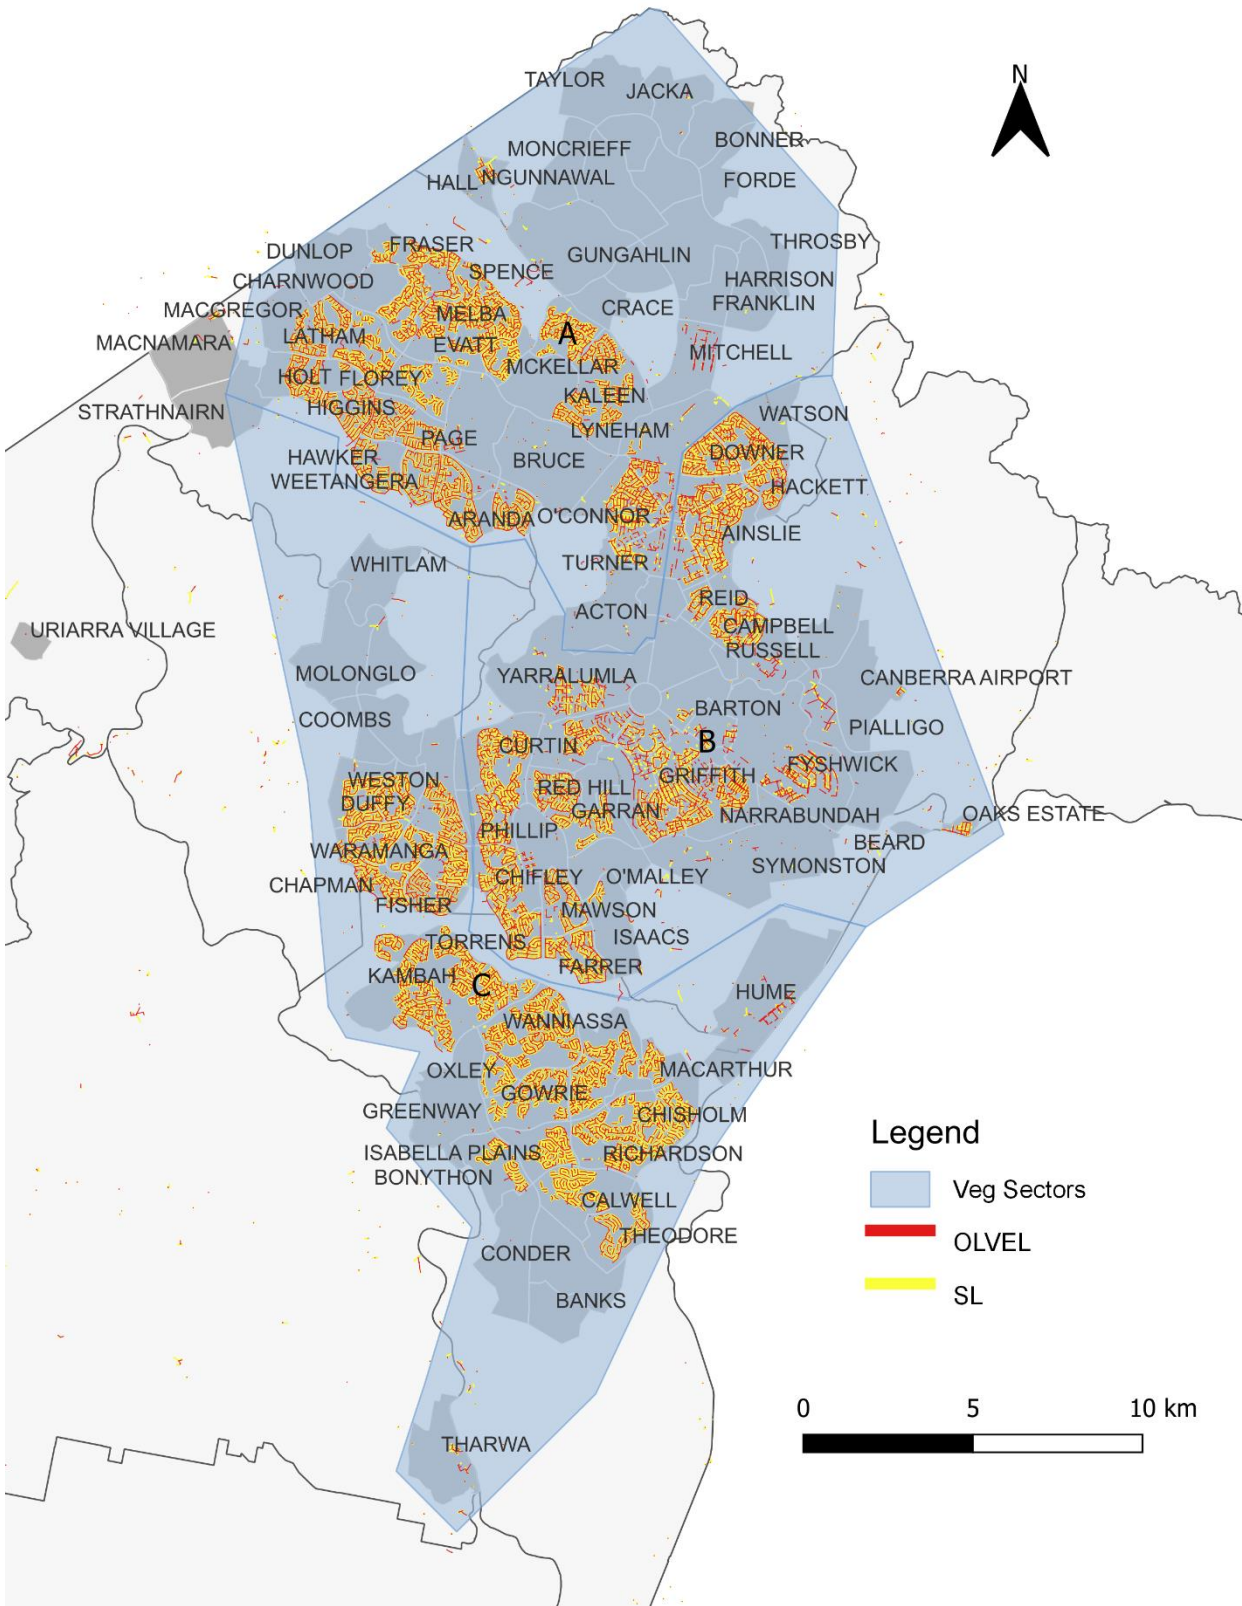 N
TAYLOR
JACKA
BONNER
MONCRIEFF
NGUNNAWAL
HALL
FORDE
DUNLOP
FRASER
THROSBY
GUNGAHLIN
SPENCE
CHARNWOOD
HARRISON
MACGREGOR
CRACE
FRANKLIN
MELBA
A
LATHAM
MACNAMARA
EVATT
MITCHELL
MCKELLAR
HOLT
FLOREY
KALEEN
STRATHNAIRN
HIGGINS
WATSON
LYNEHAM
PAGE
DOWNER
HAWKER
BRUCE
WEETANGERA
HACKETT
ARANDA
O'CONNOR
AINSLIE
WHITLAM
TURNER
REID
ACTON
URIARRA VILLAGE
CAMPBELL
RUSSELL
MOLONGLO
YARRALUMLA
CANBERRA AIRPORT
BARTON
COOMBS
PIALLIGO
CURTIN
B
FYSHWICK
WESTON
GRIFFITH
DUFFY
RED HILL
GARRAN
NARRABUNDAH
OAKS ESTATE
PHILLIP
BEARD
WARAMANGA
SYMONSTON
CHIFLEY
O'MALLEY
CHAPMAN
FISHER
MAWSON
ISAACS
TORRENS
FARRER
KAMBAH
C
HUME
WANNIASSA
OXLEY
MACARTHUR
GOWRIE
GREENWAY
CHISHOLM
Legend
ISABELLA PLAINS
RICHARDSON
BONYTHON
Veg Sectors
CALWELL
THEODORE
OLVEL
CONDER
SL
BANKS
0 5 10 km
THARWA